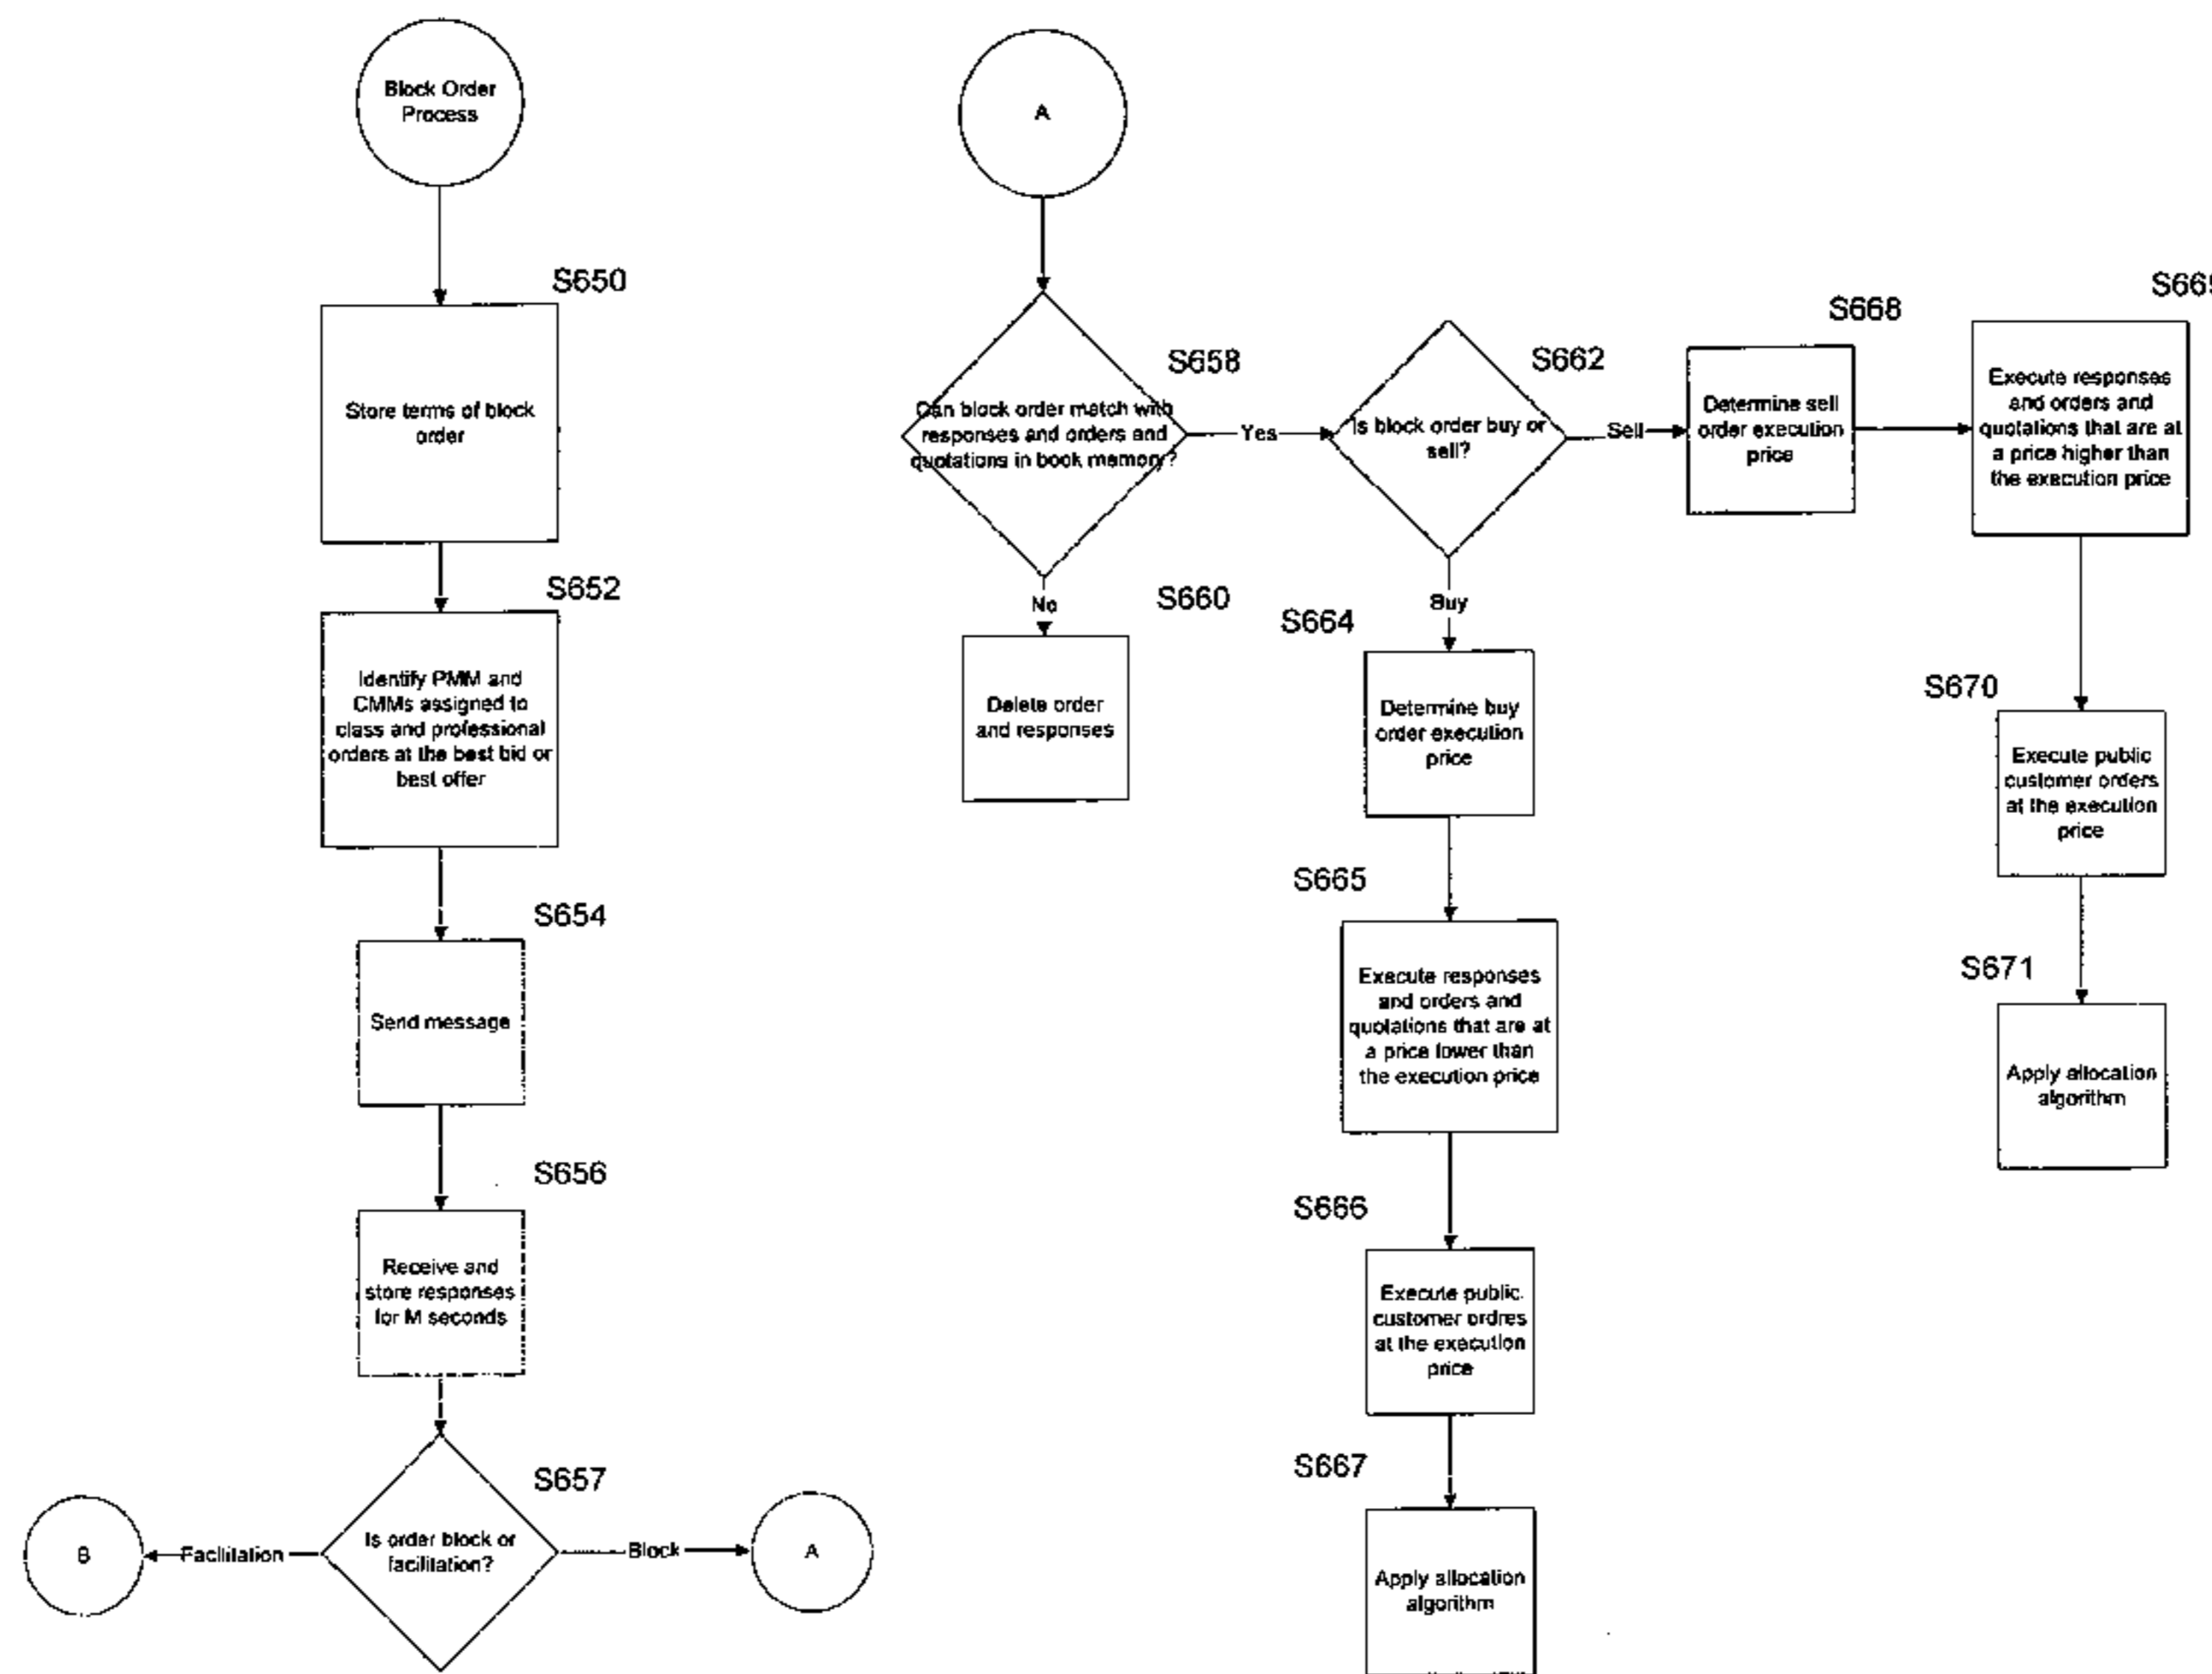 Block Order
Process
S650
Store terms of block
order
S652
Identify PMM and
CMMs assigned to
class and professional
orders at the best bid or
best offer
S654
Send message
S656
Receive and
store responses
for M seconds
S657
Is order block or
facilitation?
Facilitation
B
Block
A
A
S658
Can block order match with
responses and orders and
quotations in book memory?
Yes
No
S660
Delete order
and responses
S662
Is block order buy or
sell?
Sell
Buy
S664
Determine buy
order execution
price
S665
Execute responses
and orders and
quotations that are at
a price lower than
the execution price
S666
Execute public
customer ordres
at the execution
price
S667
Apply allocation
algorithm
S668
Determine sell
order execution
price
S669
Execute responses
and orders and
quotations that are at
a price higher than
the execution price
S670
Execute public
customer orders
at the execution
price
S671
Apply allocation
algorithm